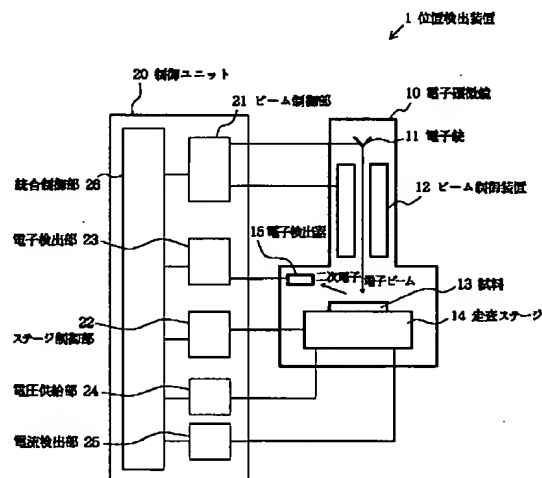 1 位置検出装置
20 制御ユニット
21 ビーム制御部
10 電子顕微鏡
11 電子銃
12 ビーム制御装置
統合制御部 26
電子検出部
23
15 電子検出器
二次電子
電子ビーム
13 試料
14 走査ステージ
22
ステージ制御部
電圧供給部
24
電流検出部
25